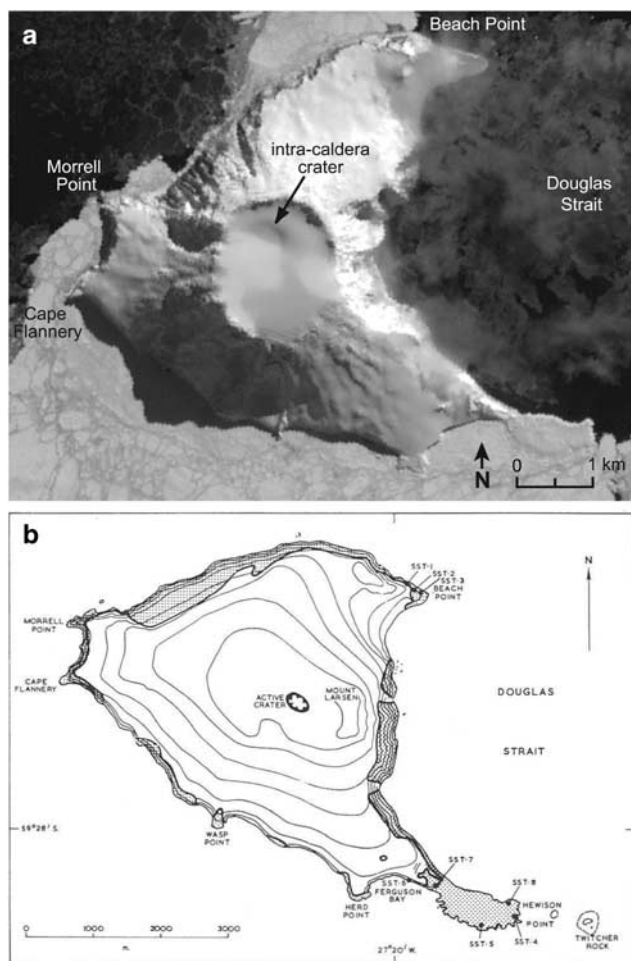 a
Beach Point
intra-caldera
crater
Morrell
Point
Douglas
Strait
Cape
Flannery
N
0 1 km
b
N
SST-1
SST-2
SST-3
BEACH
POINT
MORRELL
POINT
CAPE
FLANNERY
ACTIVE
CRATER
MOUNT
LARSEN
DOUGLAS
STRAIT
59° 28' S.
WASP
POINT
SST-7
SST-6
FERGUSON
BAY
SST-8
HERD
POINT
HEWISON
POINT
SST-5
SST-4
TWITCHER
ROCK
0 1000 2000 3000
m.
27° 20' W.